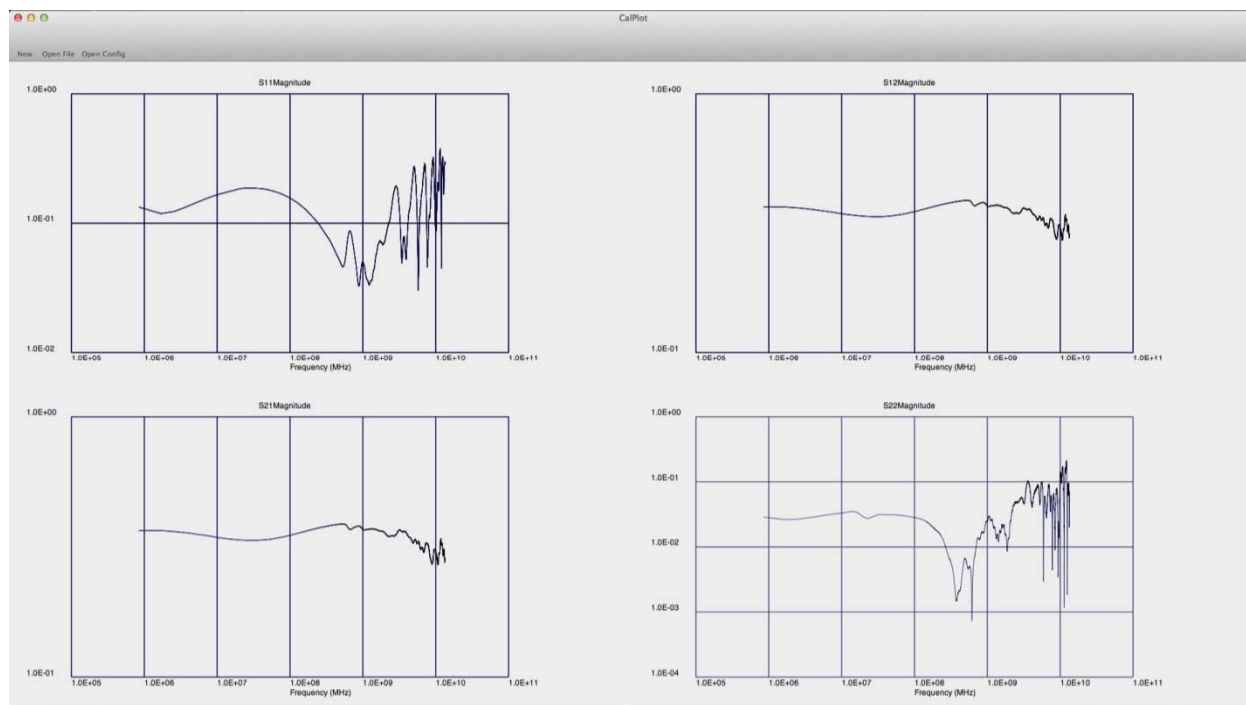 CalPlot
New Open File Open Config
S11Magnitude
1.0E+00
1.0E-01
1.0E-02
1.0E+05 1.0E+06 1.0E+07 1.0E+08 1.0E+09 1.0E+10 1.0E+11
Frequency (MHz)
S12Magnitude
1.0E+00
1.0E-01
1.0E+05 1.0E+06 1.0E+07 1.0E+08 1.0E+09 1.0E+10 1.0E+11
Frequency (MHz)
S21Magnitude
1.0E+00
1.0E-01
1.0E+05 1.0E+06 1.0E+07 1.0E+08 1.0E+09 1.0E+10 1.0E+11
Frequency (MHz)
S22Magnitude
1.0E+00
1.0E-01
1.0E-02
1.0E-03
1.0E-04
1.0E+05 1.0E+06 1.0E+07 1.0E+08 1.0E+09 1.0E+10 1.0E+11
Frequency (MHz)